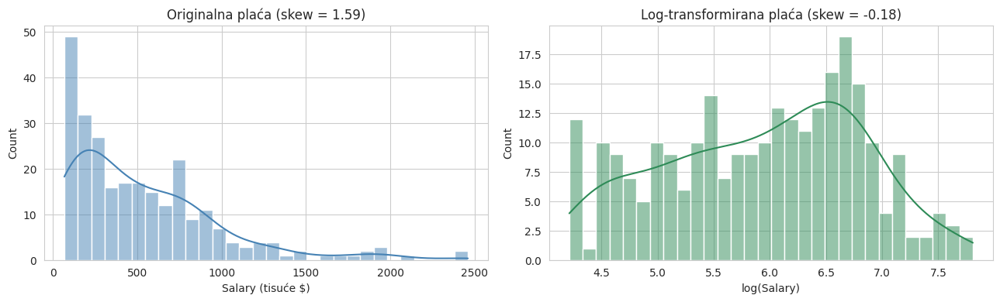 Originalna plaća (skew = 1.59)
50
40
30
20
10
0
Count
0 500 1000 1500 2000 2500
Salary (tisuće $)
Log-transformirana plaća (skew = -0.18)
17.5
15.0
12.5
10.0
7.5
5.0
2.5
0.0
Count
4.5 5.0 5.5 6.0 6.5 7.0 7.5
log(Salary)